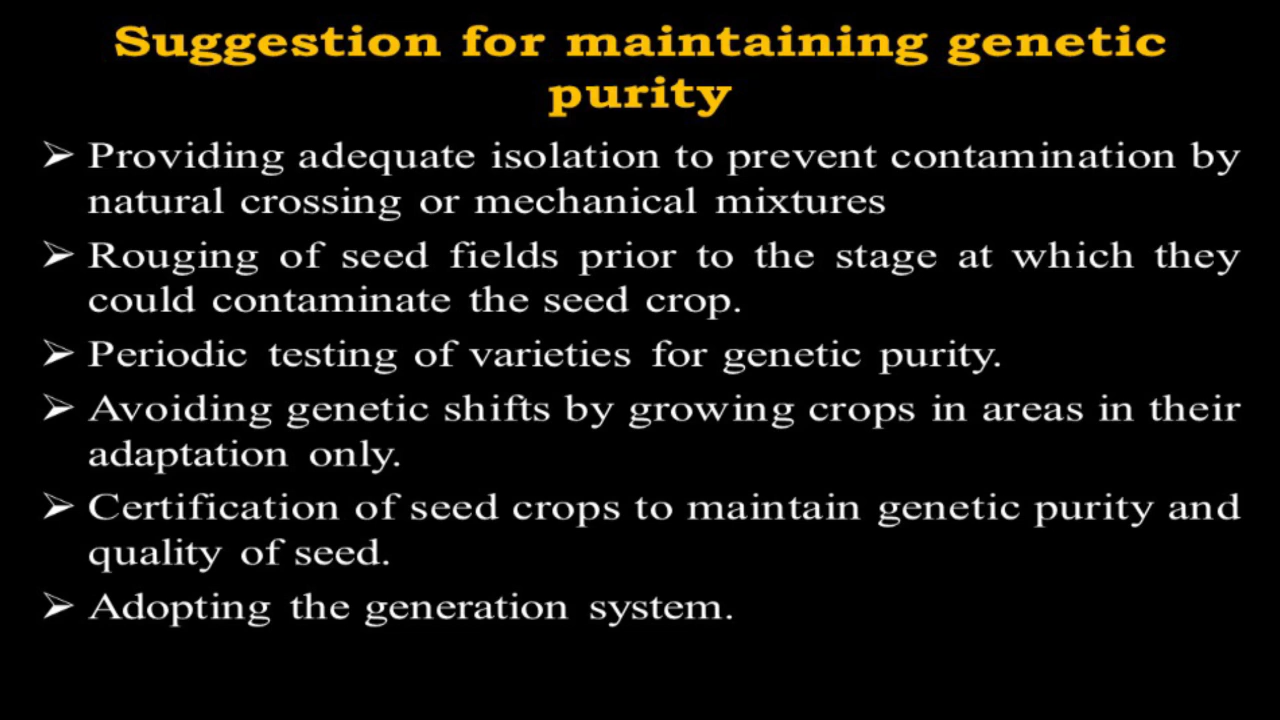 Suggestion for maintaining genetic
purity
➢ Providing adequate isolation to prevent contamination by
natural crossing or mechanical mixtures
➢ Rouging of seed fields prior to the stage at which they
could contaminate the seed crop.
➢ Periodic testing of varieties for genetic purity.
➢ Avoiding genetic shifts by growing crops in areas in their
adaptation only.
➢ Certification of seed crops to maintain genetic purity and
quality of seed.
➢ Adopting the generation system.